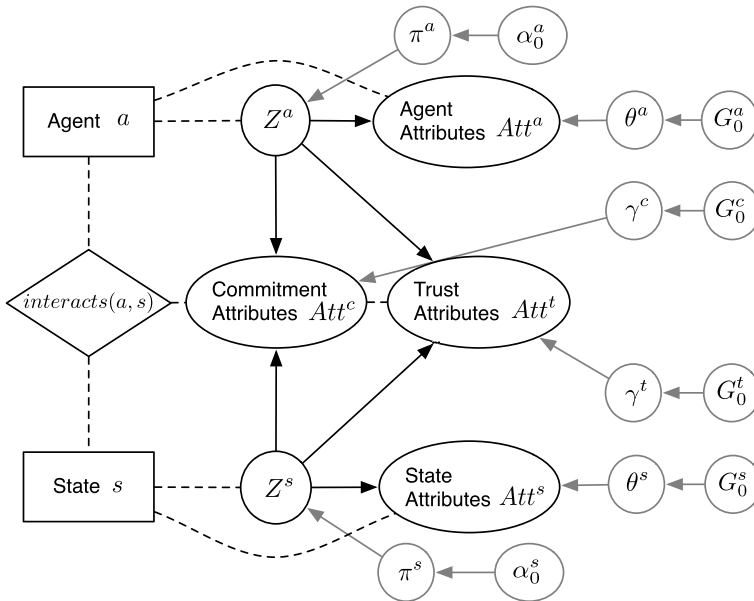 π^a α_0^a
Agent a
Z^a
Agent
Attributes Att^a
θ^a G_0^a
γ^c G_0^c
interacts(a, s)
Commitment
Attributes Att^c
Trust
Attributes Att^t
γ^t G_0^t
State s
Z^s
State
Attributes Att^s
θ^s G_0^s
π^s α_0^s